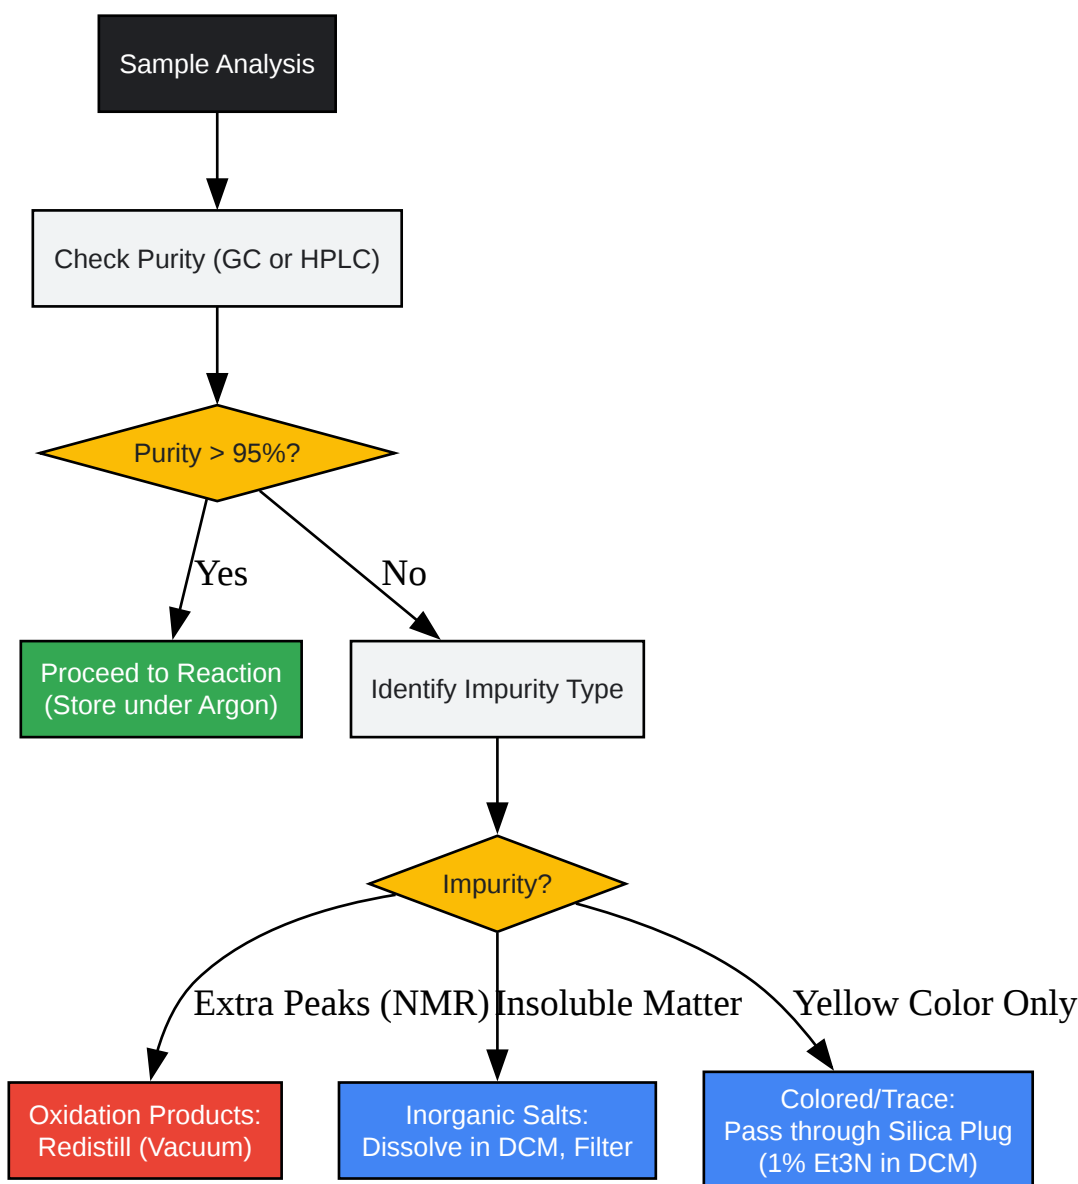 Sample Analysis
Check Purity (GC or HPLC)
Purity > 95%?
Yes
No
Proceed to Reaction
(Store under Argon)
Identify Impurity Type
Impurity?
Extra Peaks (NMR)
Insoluble Matter
Yellow Color Only
Oxidation Products:
Redistill (Vacuum)
Inorganic Salts:
Dissolve in DCM, Filter
Colored/Trace:
Pass through Silica Plug
(1% Et3N in DCM)